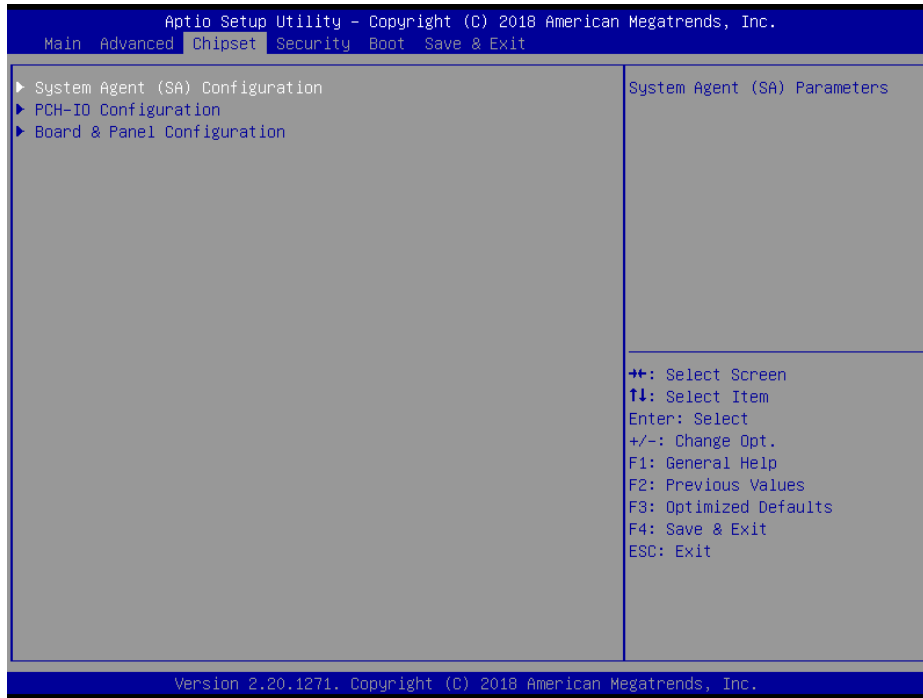 Aptio Setup Utility – Copyright (C) 2018 American Megatrends, Inc.
Main Advanced Chipset Security Boot Save & Exit
▶ System Agent (SA) Configuration
▶ PCH-IO Configuration
▶ Board & Panel Configuration
System Agent (SA) Parameters
→←: Select Screen
↑↓: Select Item
Enter: Select
+/-: Change Opt.
F1: General Help
F2: Previous Values
F3: Optimized Defaults
F4: Save & Exit
ESC: Exit
Version 2.20.1271. Copyright (C) 2018 American Megatrends, Inc.